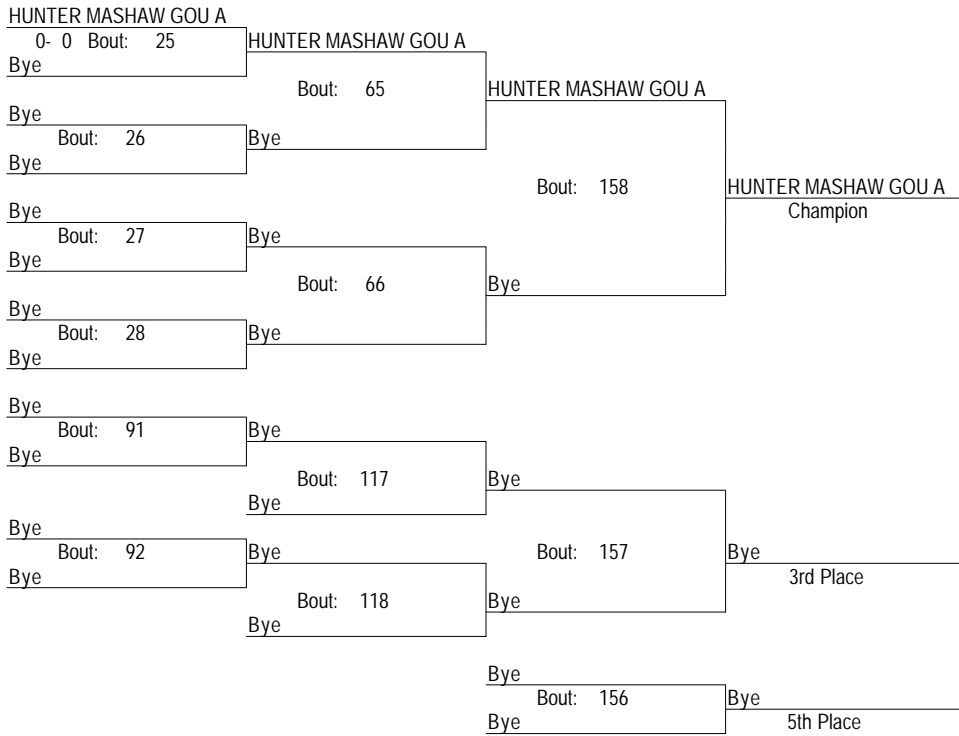 HUNTER MASHAW GOU A
0- 0 Bout: 25
HUNTER MASHAW GOU A
Bye
Bout: 65
HUNTER MASHAW GOU A
Bye
Bout: 26
Bye
Bye
Bout: 158
HUNTER MASHAW GOU A
Champion
Bye
Bout: 27
Bye
Bye
Bout: 66
Bye
Bye
Bout: 28
Bye
Bye
Bye
Bout: 91
Bye
Bye
Bout: 117
Bye
Bye
Bye
Bout: 92
Bye
Bout: 157
Bye
Bye
3rd Place
Bout: 118
Bye
Bye
Bye
Bout: 156
Bye
Bye
5th Place